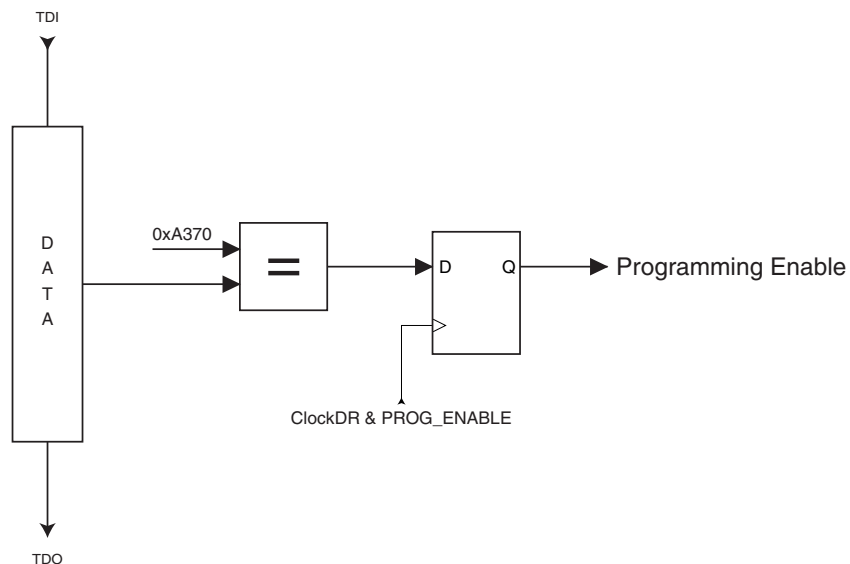 TDI
D
A
T
A
0xA370
=
D
Q
Programming Enable
ClockDR & PROG_ENABLE
TDO